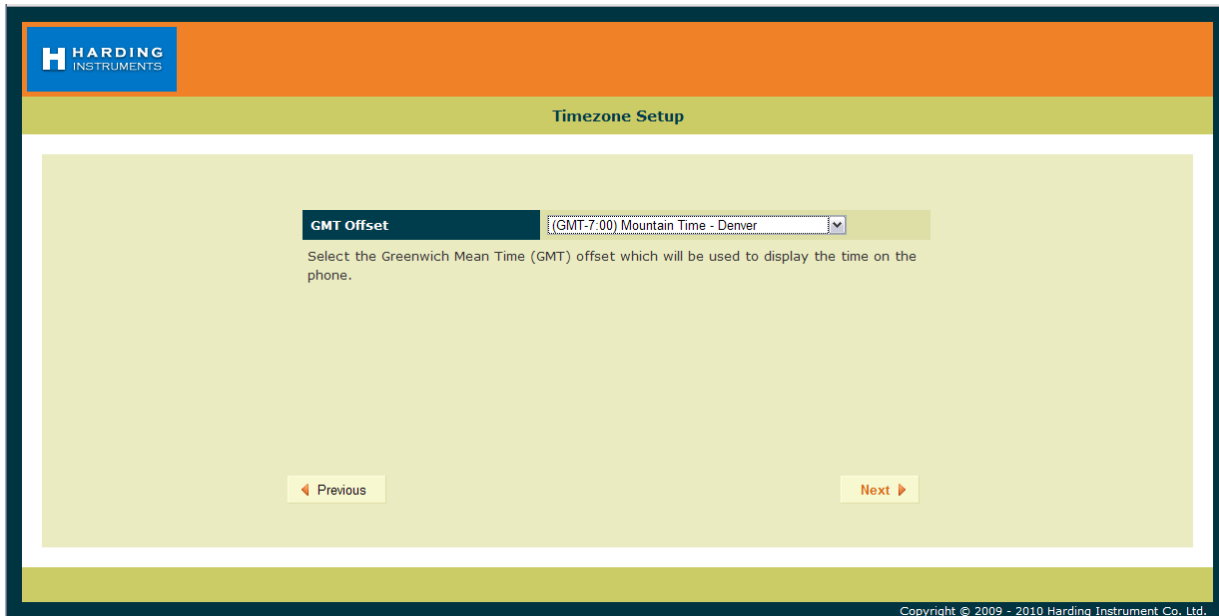 HARDING
INSTRUMENTS
Timezone Setup
GMT Offset
(GMT-7:00) Mountain Time - Denver
Select the Greenwich Mean Time (GMT) offset which will be used to display the time on the
phone.
Previous
Next
Copyright © 2009 - 2010 Harding Instrument Co. Ltd.